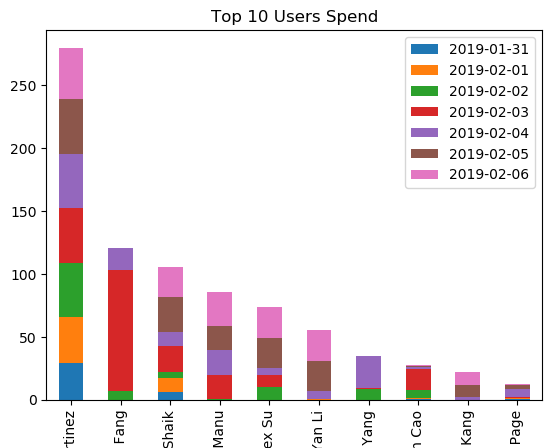 Top 10 Users Spend
2019-01-31
2019-02-01
2019-02-02
2019-02-03
2019-02-04
2019-02-05
2019-02-06
250
200
150
100
50
0
rtinez
Fang
Shaik
Manu
ex Su
Yan Li
Yang
n Cao
Kang
Page